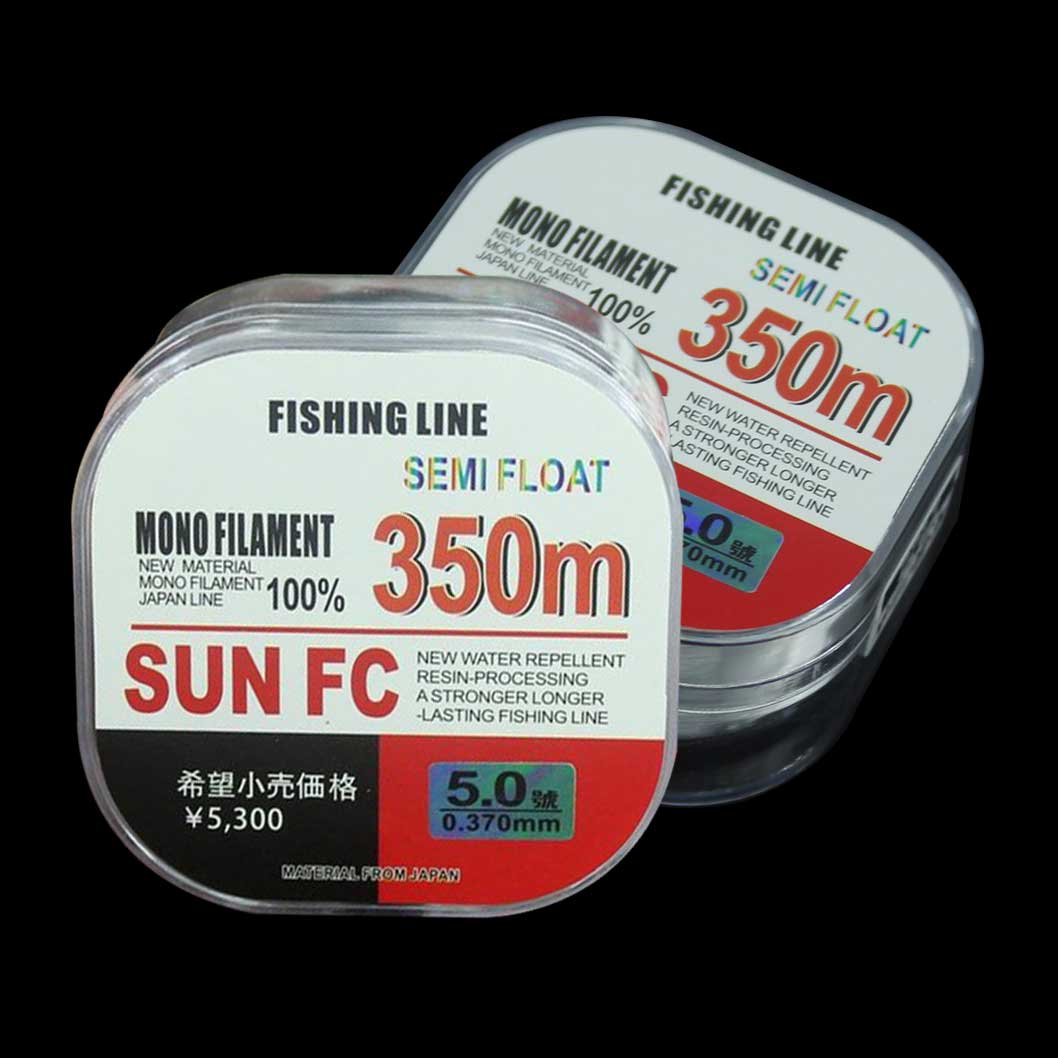 FISHING LINE
SEMI FLOAT
MONO FILAMENT
NEW MATERIAL
MONO FILAMENT
JAPAN LINE
100%
350m
SUN FC
NEW WATER REPELLENT
RESIN-PROCESSING
A STRONGER LONGER
-LASTING FISHING LINE
希望小売価格
¥5,300
5.0號
0.370mm
MATERIAL FROM JAPAN
FISHING LINE
SEMI FLOAT
MONO FILAMENT
NEW MATERIAL
MONO FILAMENT
JAPAN LINE
100%
350m
NEW WATER REPELLENT
RESIN-PROCESSING
A STRONGER LONGER
LASTING FISHING LINE
.0號
70mm